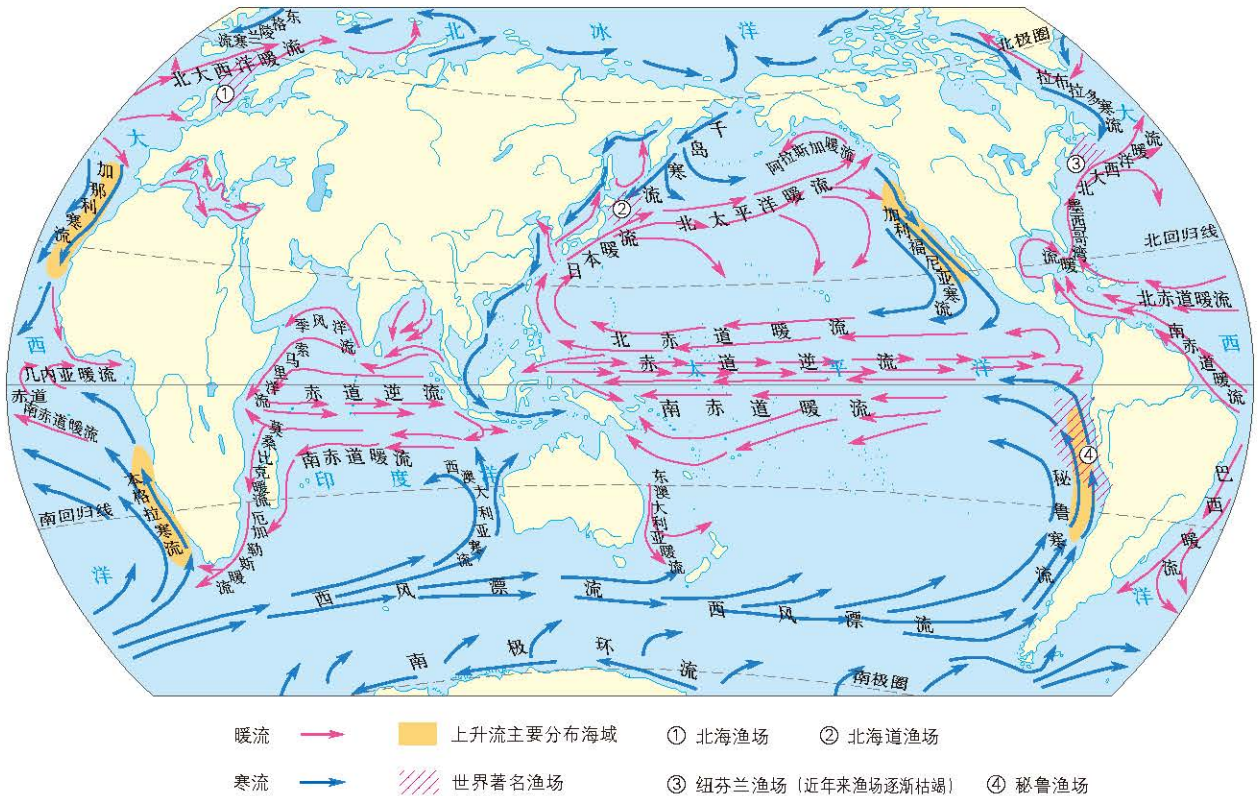 东格陵兰寒流
北大西洋暖流
①
北冰洋
北极圈
拉布拉多寒流
大
③
北大西洋暖流
墨西哥湾暖流
北回归线
北赤道暖流
南赤道暖流
西
大
加那利寒流
千岛寒流
②
日本暖流
北太平洋暖流
阿拉斯加暖流
加利福尼亚寒流
季风洋流
索马里洋流
北赤道暖流
赤道逆流
太平洋
南赤道暖流
西
几内亚暖流
赤道
南赤道暖流
赤道逆流
莫桑比克暖流
南赤道暖流
印度洋
南回归线
本格拉寒流
厄加勒斯暖流
西澳大利亚寒流
东澳大利亚暖流
秘鲁寒流
④
巴西暖流
洋
洋
西风漂流
西风漂流
南极环流
南极圈
暖流
上升流主要分布海域
① 北海渔场
② 北海道渔场
寒流
世界著名渔场
③ 纽芬兰渔场（近年来渔场逐渐枯竭）
④ 秘鲁渔场